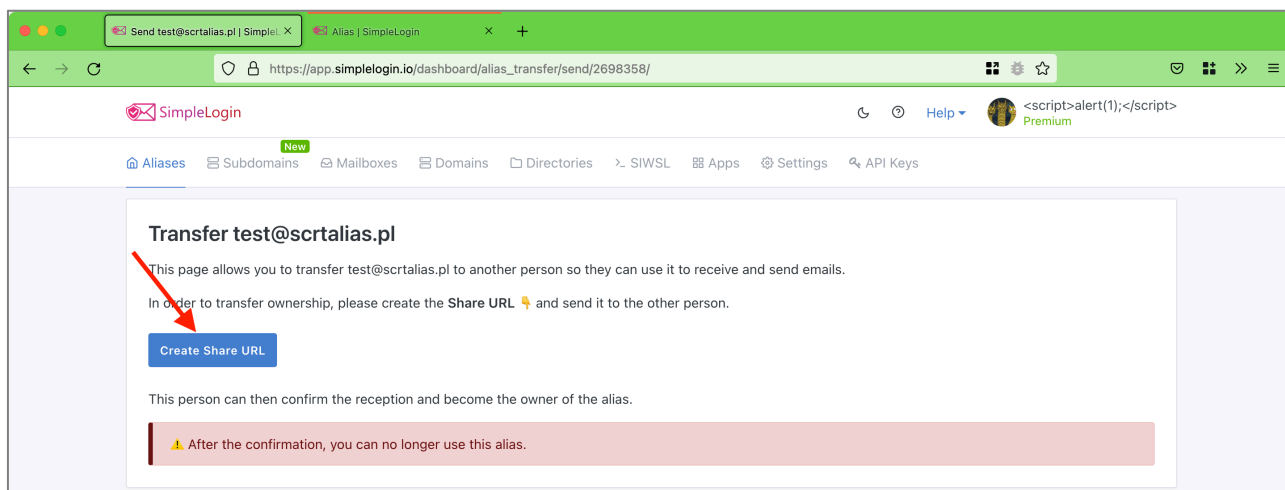 Send test@scrtalias.pl | SimpleL
Alias | SimpleLogin
https://app.simplelogin.io/dashboard/alias_transfer/send/2698358/
SimpleLogin
Help
<script>alert(1);</script>
Premium
New
Aliases Subdomains Mailboxes Domains Directories SIWSL Apps Settings API Keys
Transfer test@scrtalias.pl
This page allows you to transfer test@scrtalias.pl to another person so they can use it to receive and send emails.
In order to transfer ownership, please create the Share URL 👇 and send it to the other person.
Create Share URL
This person can then confirm the reception and become the owner of the alias.
⚠️ After the confirmation, you can no longer use this alias.